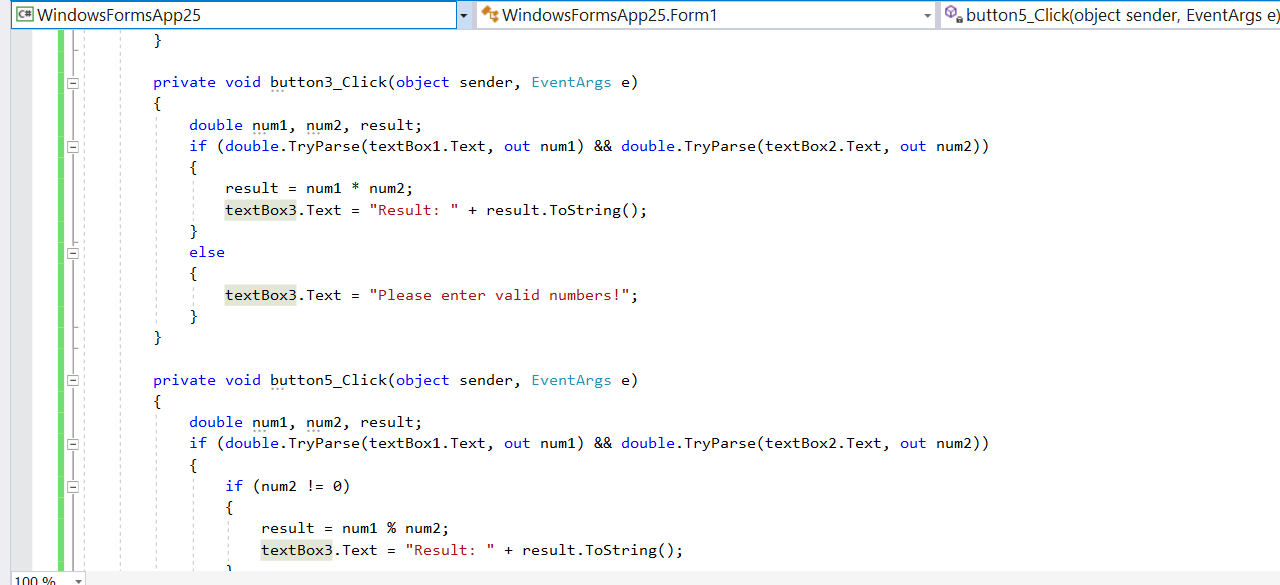 C# WindowsFormsApp25 WindowsFormsApp25.Form1 button5_Click(object sender, EventArgs e)
}
private void button3_Click(object sender, EventArgs e)
{
double num1, num2, result;
if (double.TryParse(textBox1.Text, out num1) && double.TryParse(textBox2.Text, out num2))
{
result = num1 * num2;
textBox3.Text = "Result: " + result.ToString();
}
else
{
textBox3.Text = "Please enter valid numbers!";
}
}
private void button5_Click(object sender, EventArgs e)
{
double num1, num2, result;
if (double.TryParse(textBox1.Text, out num1) && double.TryParse(textBox2.Text, out num2))
{
if (num2 != 0)
{
result = num1 % num2;
textBox3.Text = "Result: " + result.ToString();
}
100 %